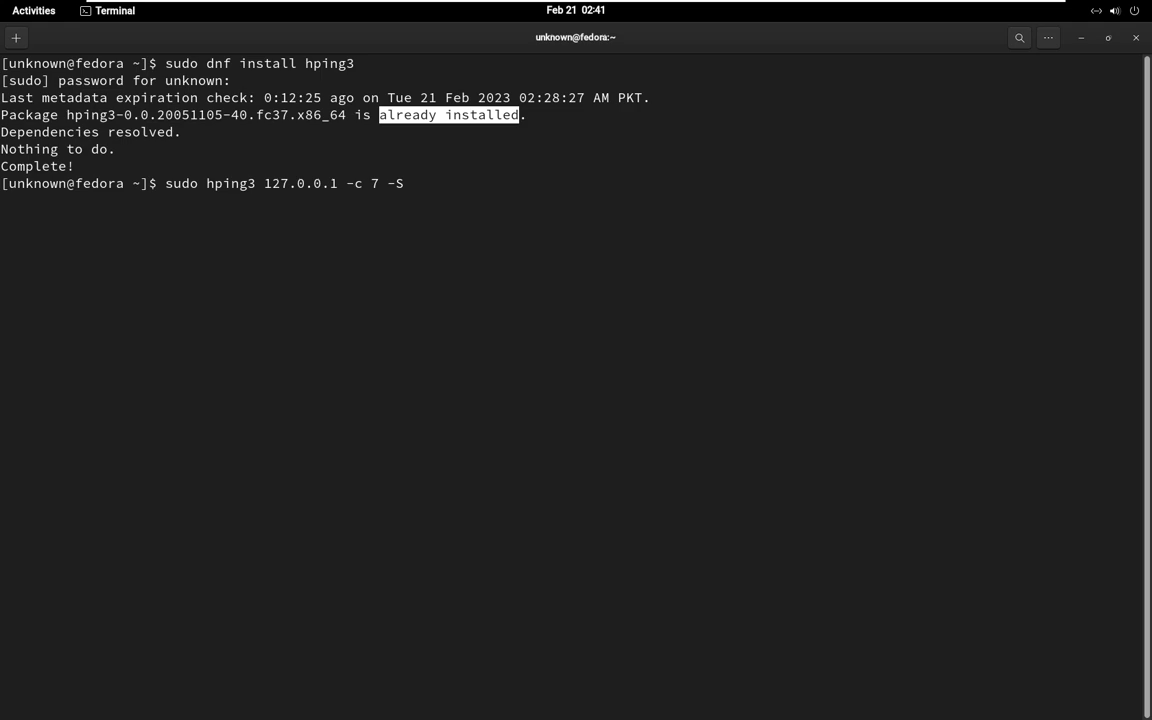 Activities
Terminal
Feb 21 02:41
unknown@fedora:~
[unknown@fedora ~]$ sudo dnf install hping3
[sudo] password for unknown:
Last metadata expiration check: 0:12:25 ago on Tue 21 Feb 2023 02:28:27 AM PKT.
Package hping3-0.0.20051105-40.fc37.x86_64 is already installed.
Dependencies resolved.
Nothing to do.
Complete!
[unknown@fedora ~]$ sudo hping3 127.0.0.1 -c 7 -S